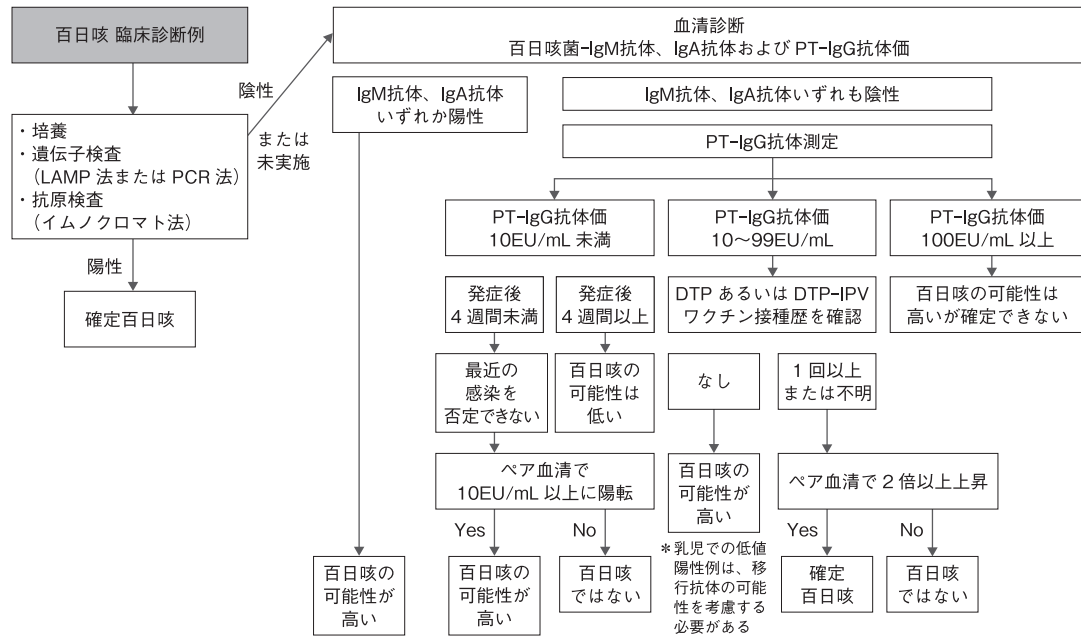 百日咳 臨床診断例
血清診断
百日咳菌-IgM抗体、IgA抗体および PT-IgG抗体価
陰性
または
未実施
・培養
・遺伝子検査
（LAMP 法または PCR 法）
・抗原検査
（イムノクロマト法）
陽性
確定百日咳
IgM抗体、IgA抗体
いずれか陽性
IgM抗体、IgA抗体いずれも陰性
PT-IgG抗体測定
PT-IgG抗体価
10EU/mL 未満
PT-IgG抗体価
10〜99EU/mL
PT-IgG抗体価
100EU/mL 以上
発症後
4 週間未満
発症後
4 週間以上
DTP あるいは DTP-IPV
ワクチン接種歴を確認
百日咳の可能性は
高いが確定できない
最近の
感染を
否定できない
百日咳の
可能性は
低い
なし
1 回以上
または不明
ペア血清で
10EU/mL 以上に陽転
百日咳の
可能性が
高い
ペア血清で 2 倍以上上昇
Yes
No
Yes
No
百日咳の
可能性が
高い
百日咳の
可能性が
高い
百日咳
ではない
＊乳児での低値
陽性例は、移
行抗体の可能
性を考慮する
必要がある
確定
百日咳
百日咳
ではない